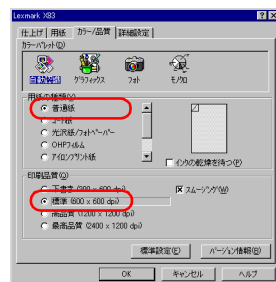 Lexmark X83
仕上げ 用紙 カラー/品質 詳細設定
カラーパレット(D)
グラフィックス フォト モノクロ
用紙の種類(Y)
普通紙
コート紙
光沢紙/フォトペーパー
OHPフィルム
アイロンプリント紙
インクの乾燥を待つ(P)
印刷品質(Q)
下書き (300 x 600 dpi)
スムージング(W)
標準 (600 x 600 dpi)
高品質 (1200 x 1200 dpi)
最高品質 (2400 x 1200 dpi)
標準設定(E) バージョン情報(B)
OK キャンセル ヘルプ